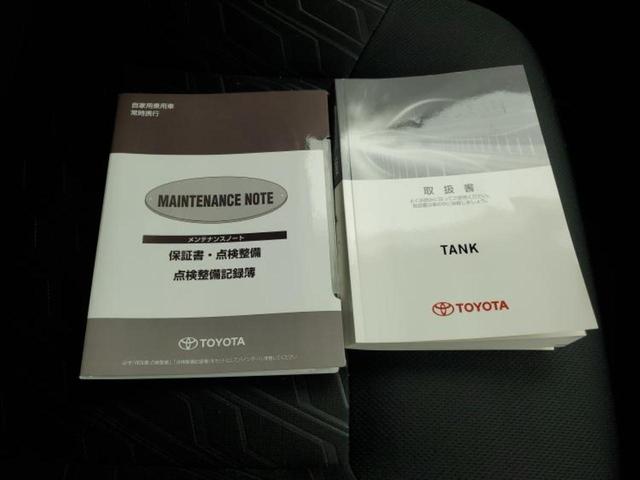 自家用乗用車
常時携行
MAINTENANCE NOTE
メンテナンスノート
保証書・点検整備
点検整備記録簿
TOYOTA
取扱書
TANK
TOYOTA